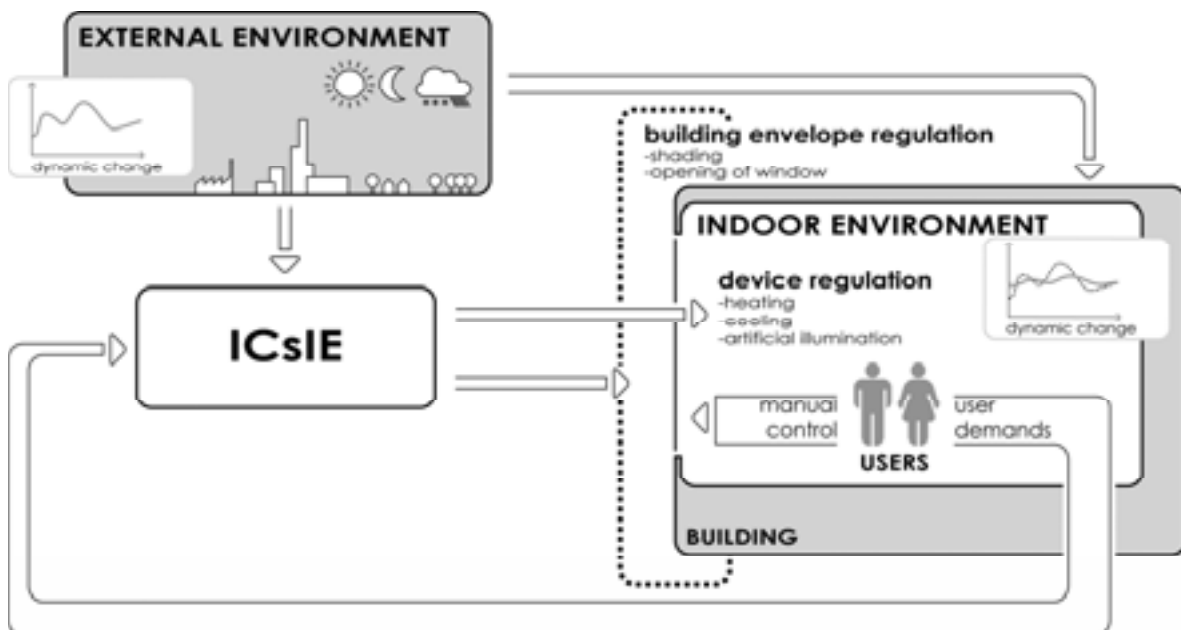 EXTERNAL ENVIRONMENT
dynamic change
building envelope regulation
-shading
-opening of window
INDOOR ENVIRONMENT
device regulation
-heating
-cooling
-artificial illumination
dynamic change
ICsIE
manual
control
user
demands
USERS
BUILDING